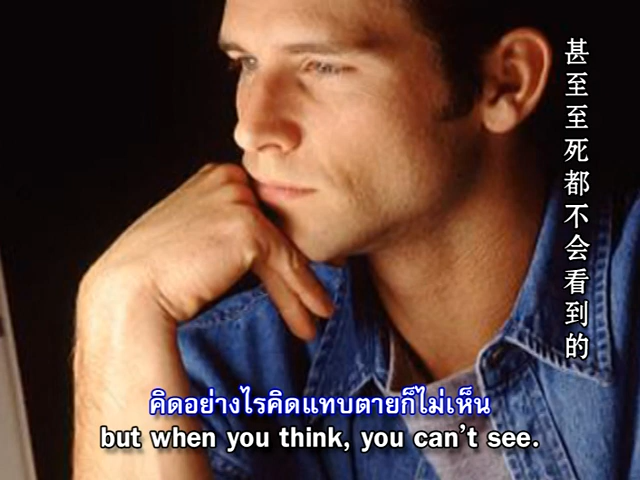 甚至至死都不会看到的
คิดอย่างไรคิดแทบตายก็ไม่เห็น
but when you think, you can't see.